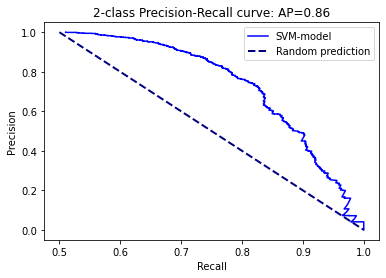 2-class Precision-Recall curve: AP=0.86
SVM-model
Random prediction
Precision
1.0
0.8
0.6
0.4
0.2
0.0
0.5 0.6 0.7 0.8 0.9 1.0
Recall